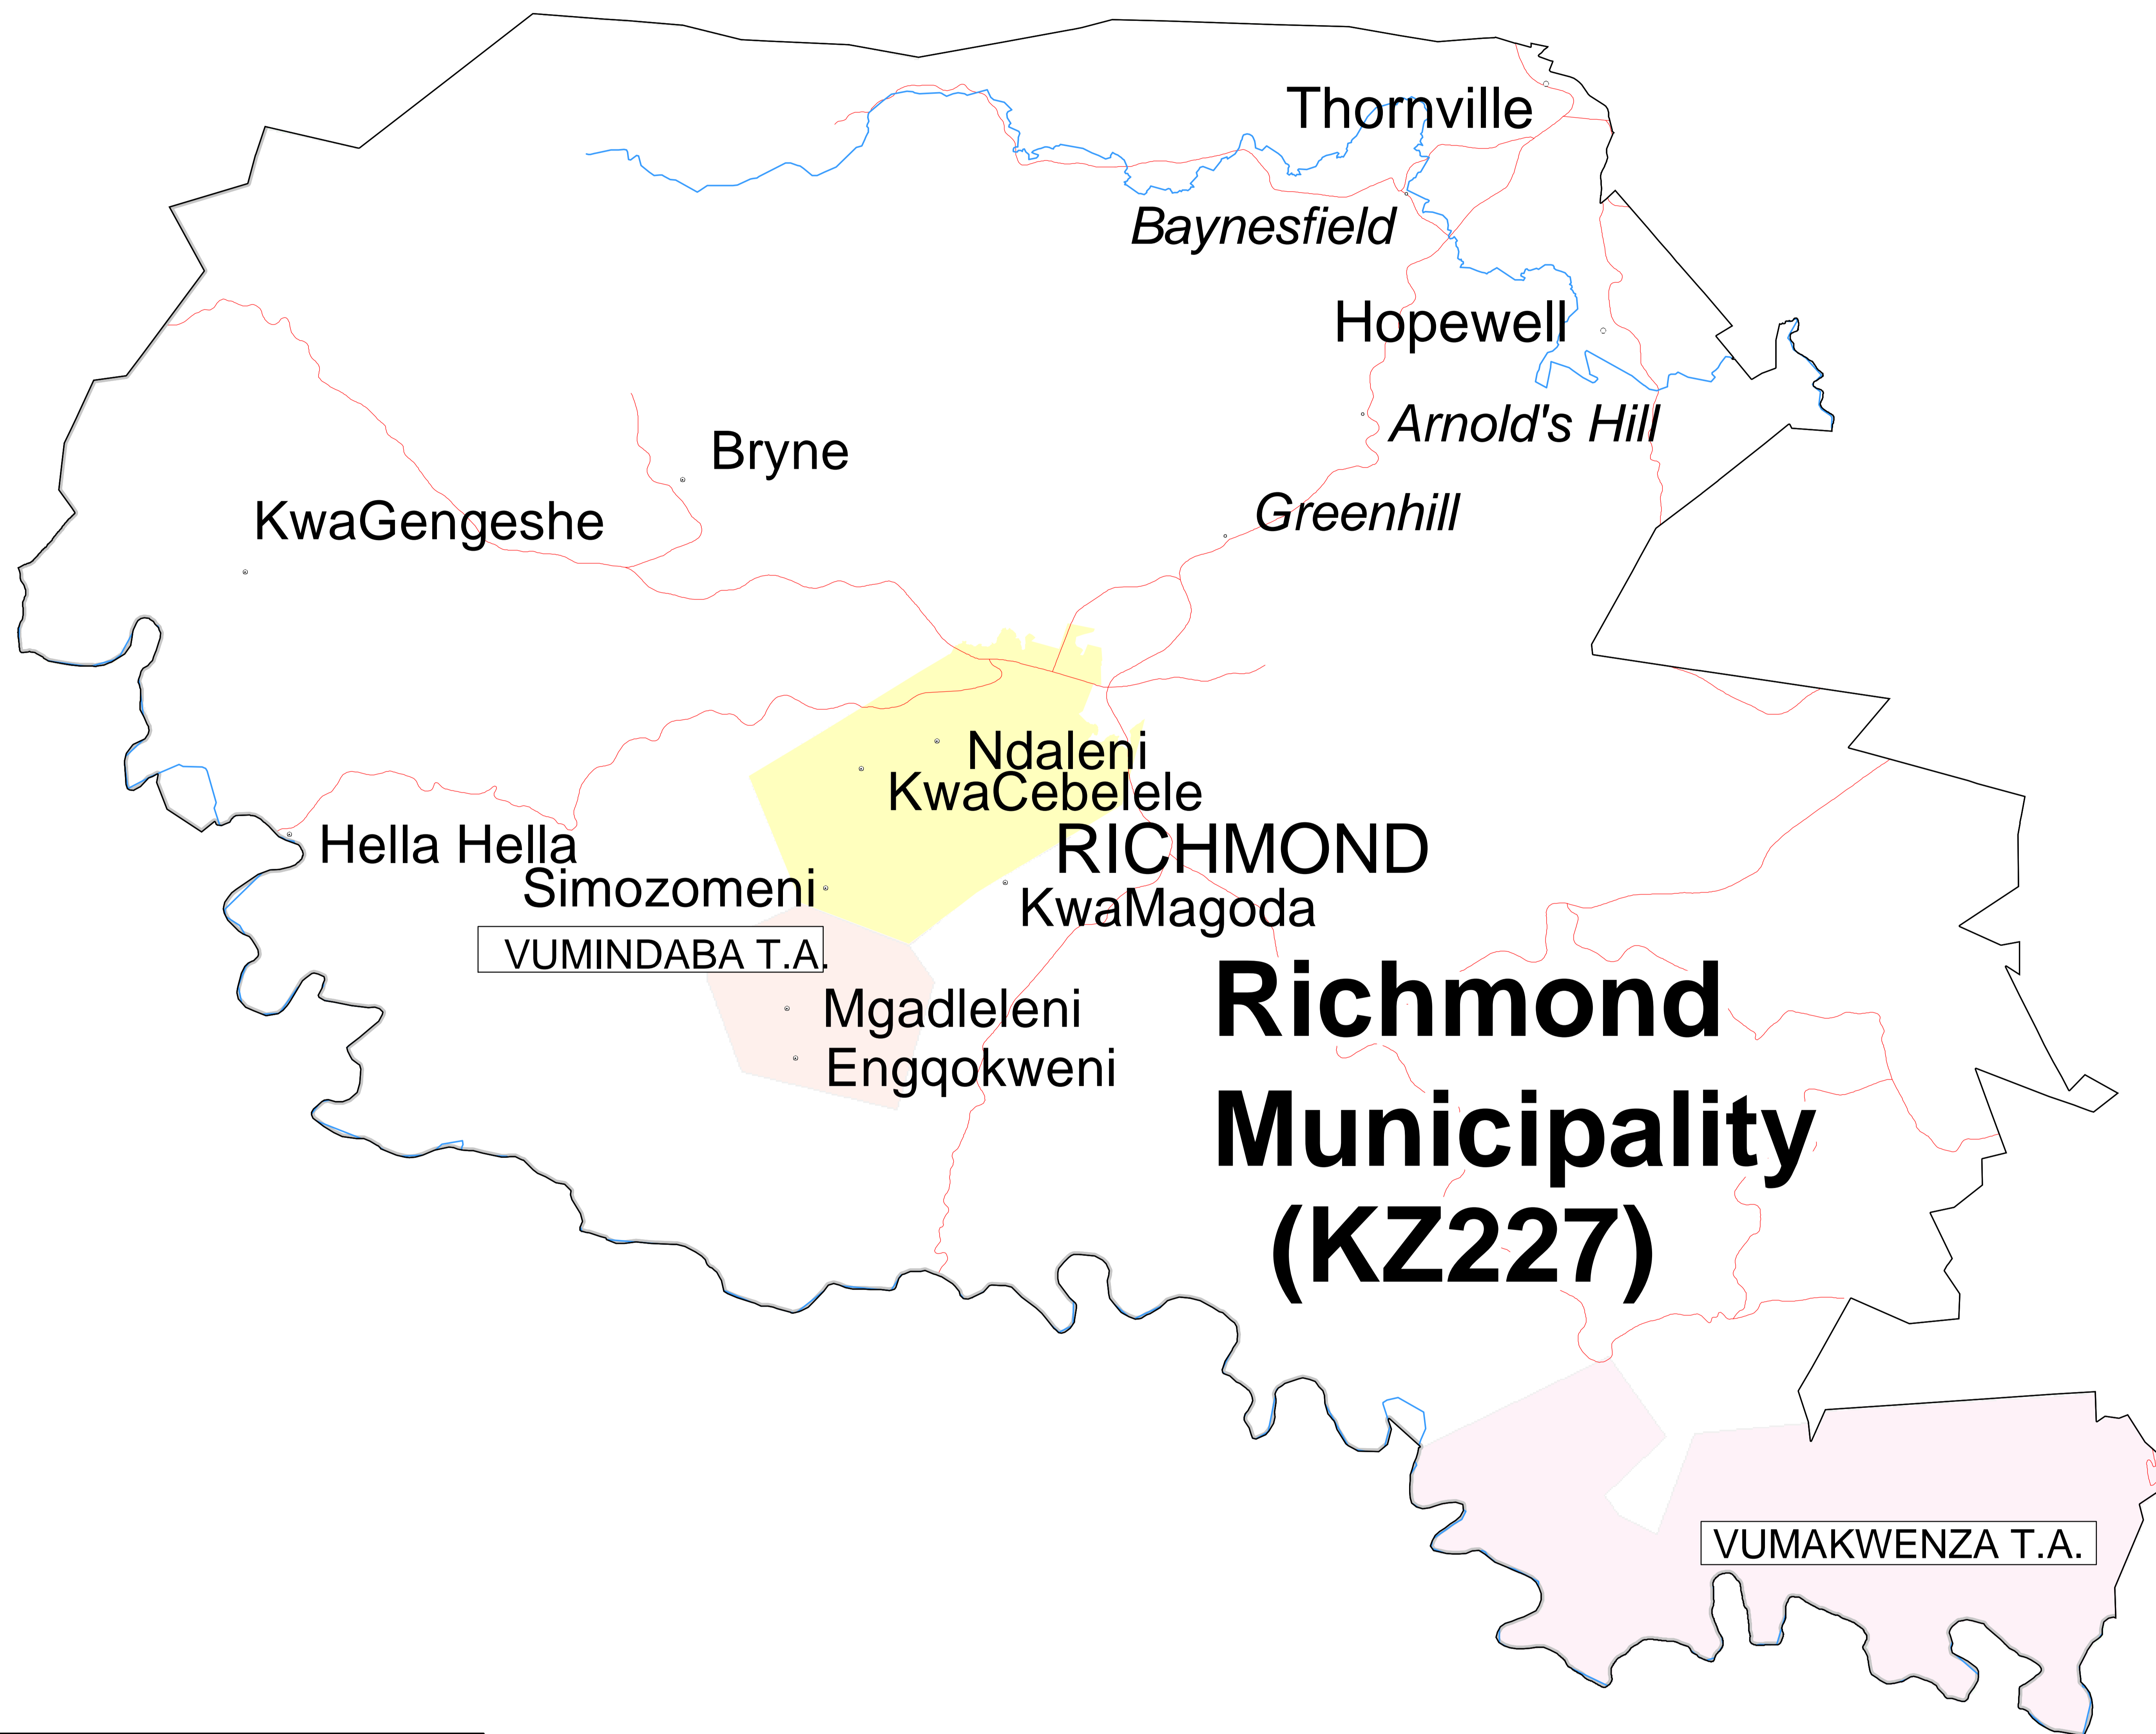 Thornville
Baynesfield
Hopewell
Arnold's Hill
Bryne
Greenhill
KwaGengeshe
Ndaleni
KwaCebelele
Hella Hella
RICHMOND
Simozomeni
KwaMagoda
VUMINDABA T.A.
Mgadleleni
Engqokweni
Richmond
Municipality
(KZ227)
VUMAKWENZA T.A.